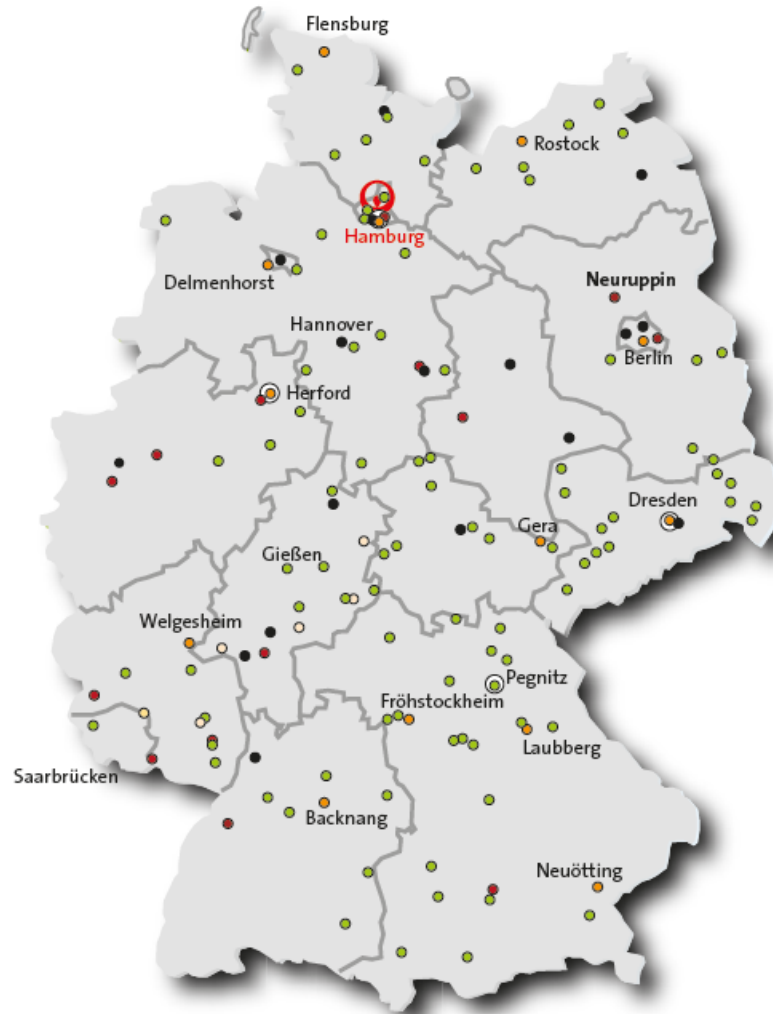 Flensburg
Rostock
Hamburg
Delmenhorst
Neuruppin
Hannover
Berlin
Herford
Dresden
Gera
Gießen
Welgesheim
Pegnitz
Fröhstockheim
Laubberg
Saarbrücken
Backnang
Neuötting